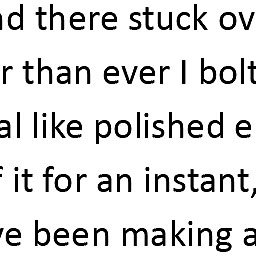 nd there stuck ov
r than ever I bolt
al like polished e
f it for an instant,
ve been making a